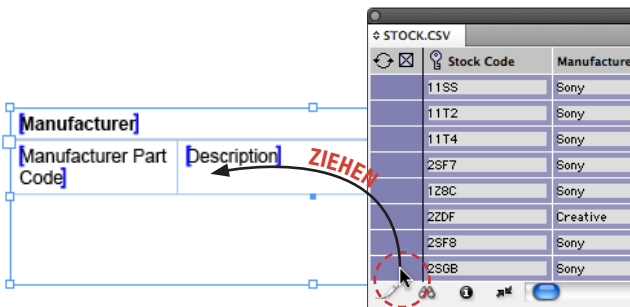 STOCK.CSV
Stock Code Manufacture
11SS Sony
11T2 Sony
11T4 Sony
2SF7 Sony
1Z8C Sony
2ZDF Creative
2SF8 Sony
2SGB Sony
Manufacturer
Manufacturer Part Code
Description
ZIEHEN